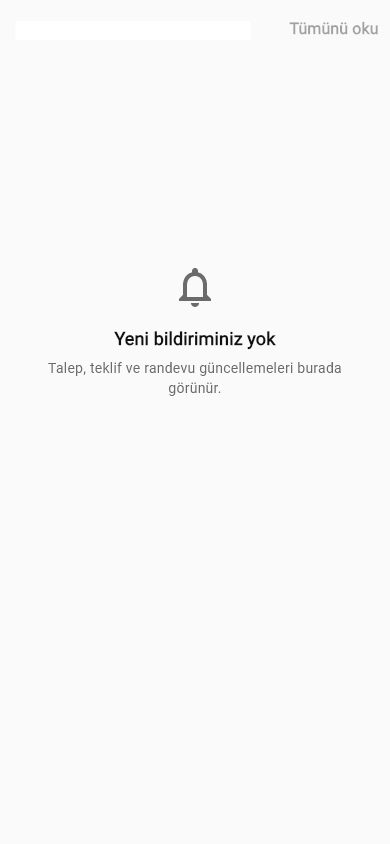 Tümünü oku
Yeni bildiriminiz yok
Talep, teklif ve randevu güncellemeleri burada
görünür.